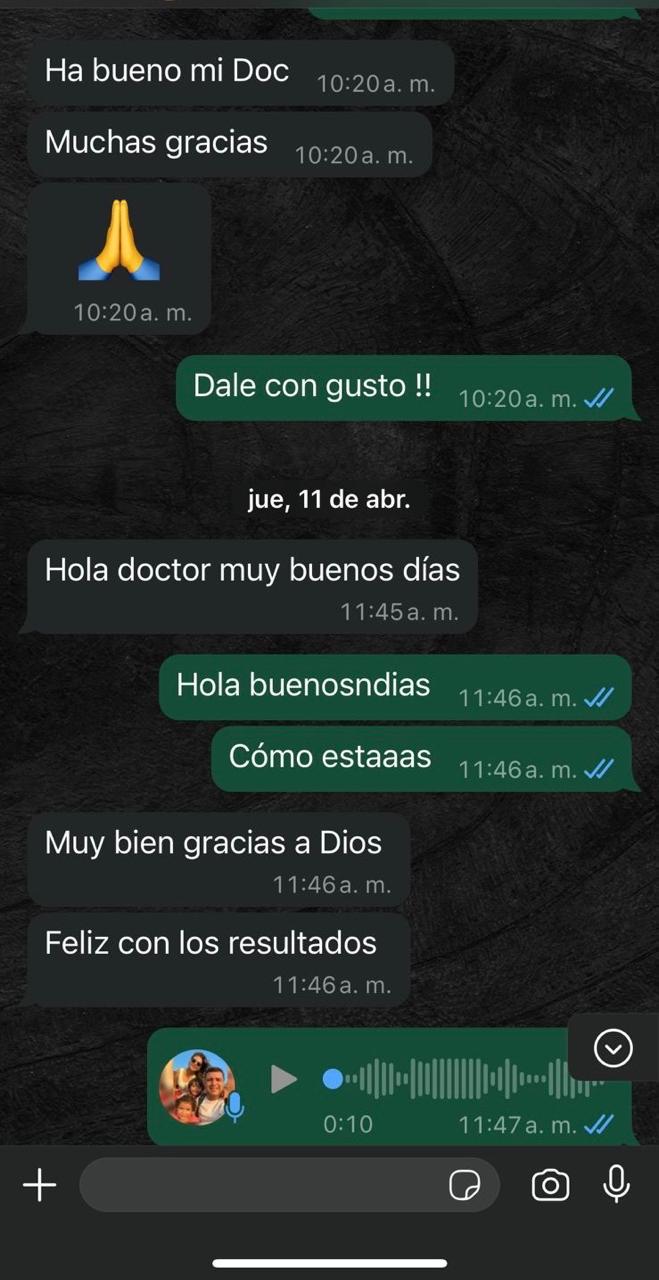 Ha bueno mi Doc 10:20 a. m.
Muchas gracias 10:20 a. m.
10:20 a. m.
Dale con gusto !! 10:20 a. m.
jue, 11 de abr.
Hola doctor muy buenos días
11:45 a. m.
Hola buenosndias 11:46 a. m.
Cómo estaaas 11:46 a. m.
Muy bien gracias a Dios
11:46 a. m.
Feliz con los resultados
11:46 a. m.
0:10 11:47 a. m.